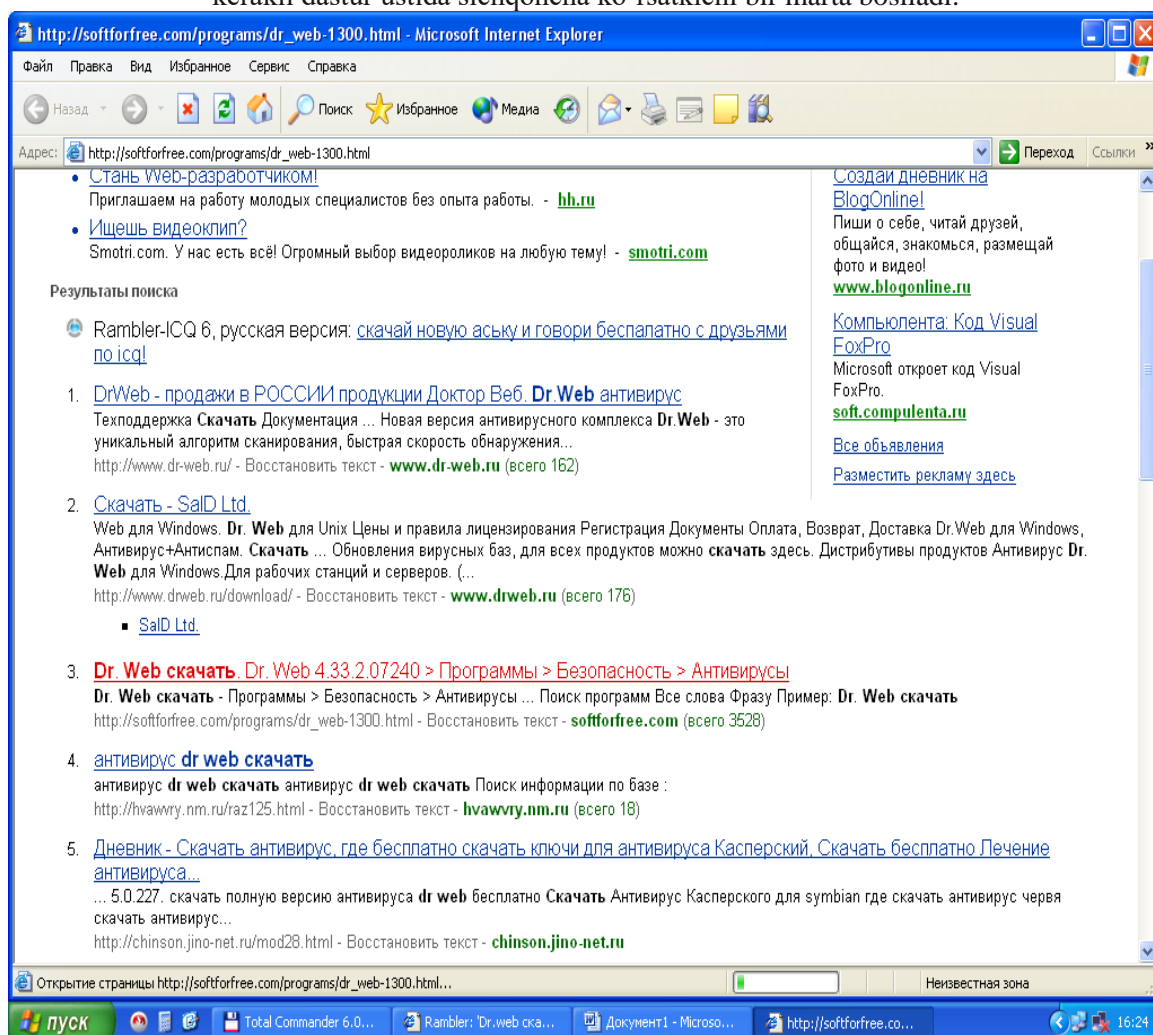 kerakli dastur ustida sichqoncha ko'rsatkichi bir marta bosiladi.
http://softforfree.com/programs/dr_web-1300.html - Microsoft Internet Explorer
Файл Правка Вид Избранное Сервис Справка
Назад Поиск Избранное Медиа
Адрес: http://softforfree.com/programs/dr_web-1300.html Переход Ссылки »
• Стань Web-разработчиком!
Приглашаем на работу молодых специалистов без опыта работы. - hh.ru
• Ищешь видеоклип?
Smotri.com. У нас есть всё! Огромный выбор видеороликов на любую тему! - smotri.com
Создай дневник на
BlogOnline!
Пиши о себе, читай друзей,
общайся, знакомься, размещай
фото и видео!
www.blogonline.ru
Компьюлента: Код Visual
FoxPro
Microsoft откроет код Visual
FoxPro.
soft.compulenta.ru
Все объявления
Разместить рекламу здесь
Результаты поиска
Rambler-ICQ 6, русская версия: скачай новую аську и говори беспалатно с друзьями
по icq!
1. DrWeb - продажи в РОССИИ продукции Доктор Веб. Dr.Web антивирус
Техподдержка Скачать Документация ... Новая версия антивирусного комплекса Dr.Web - это
уникальный алгоритм сканирования, быстрая скорость обнаружения...
http://www.dr-web.ru/ - Восстановить текст - www.dr-web.ru (всего 162)
2. Скачать - SalD Ltd.
Web для Windows. Dr. Web для Unix Цены и правила лицензирования Регистрация Документы Оплата, Возврат, Доставка Dr.Web для Windows,
Антивирус+Антиспам. Скачать ... Обновления вирусных баз, для всех продуктов можно скачать здесь. Дистрибутивы продуктов Антивирус Dr.
Web для Windows.Для рабочих станций и серверов. (...
http://www.drweb.ru/download/ - Восстановить текст - www.drweb.ru (всего 176)
▪ SalD Ltd.
3. Dr. Web скачать. Dr. Web 4.33.2.07240 > Программы > Безопасность > Антивирусы
Dr. Web скачать - Программы > Безопасность > Антивирусы ... Поиск программ Все слова Фразу Пример: Dr. Web скачать
http://softforfree.com/programs/dr_web-1300.html - Восстановить текст - softforfree.com (всего 3528)
4. антивирус dr web скачать
антивирус dr web скачать антивирус dr web скачать Поиск информации по базе :
http://hvawvry.nm.ru/raz125.html - Восстановить текст - hvawvry.nm.ru (всего 18)
5. Дневник - Скачать антивирус, где бесплатно скачать ключи для антивируса Касперский, Скачать бесплатно Лечение
антивируса...
... 5.0.227. скачать полную версию антивируса dr web бесплатно Скачать Антивирус Касперского для symbian где скачать антивирус червя
скачать антивирус...
http://chinson.jino-net.ru/mod28.html - Восстановить текст - chinson.jino-net.ru
Открытие страницы http://softforfree.com/programs/dr_web-1300.html... Неизвестная зона
пуск Total Commander 6.0... Rambler: 'Dr.web ска... Документ1 - Microso... http://softforfree.co... 16:24